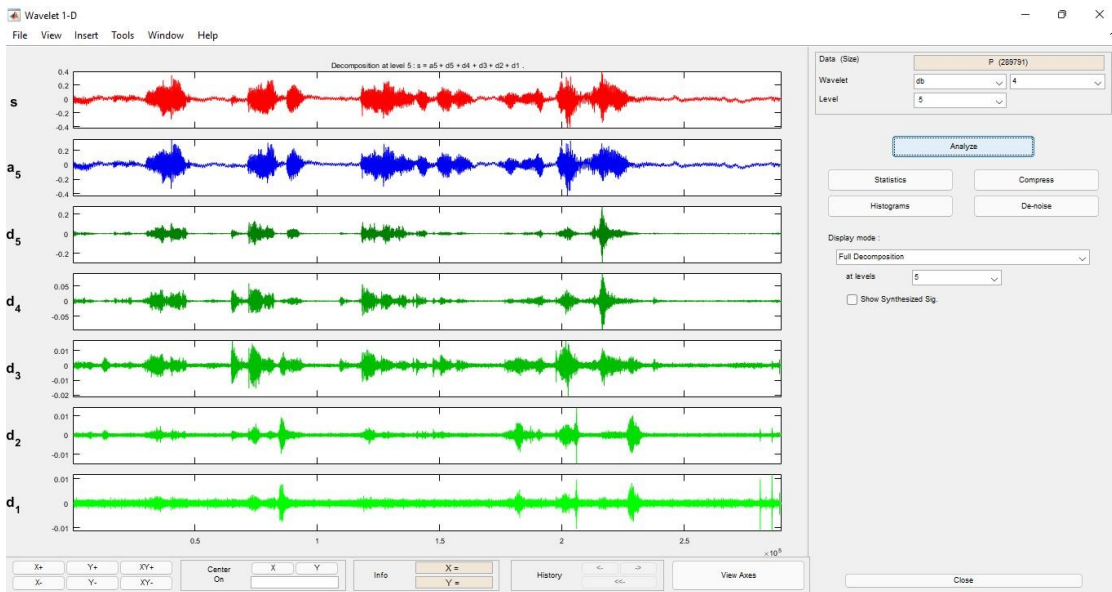 Wavelet 1-D
File View Insert Tools Window Help
Decomposition at level 5 : s = a5 + d5 + d4 + d3 + d2 + d1 .
s
0.4
0.2
0
-0.2
-0.4
a5
0.2
0
-0.2
-0.4
d5
0.2
0
-0.2
d4
0.05
0
-0.05
d3
0.01
0
-0.01
-0.02
d2
0.01
0
-0.01
d1
0.01
0
-0.01
0.5 1 1.5 2 2.5
×10^5
Data (Size) P (289791)
Wavelet db 4
Level 5
Analyze
Statistics Compress
Histograms De-noise
Display mode :
Full Decomposition
at levels 5
Show Synthesized Sig.
X+ Y+ XY+
X- Y- XY-
Center On X Y
Info X =
Y =
History <- ->
<<-
View Axes
Close